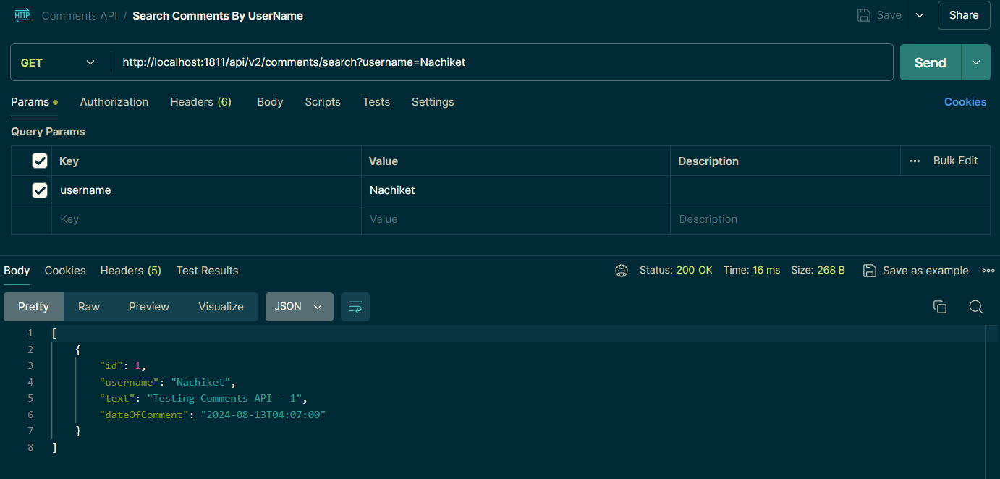 HTTP Comments API / Search Comments By UserName Save Share
GET http://localhost:1811/api/v2/comments/search?username=Nachiket Send
Params Authorization Headers (6) Body Scripts Tests Settings Cookies
Query Params
Key Value Description Bulk Edit
username Nachiket
Key Value Description
Body Cookies Headers (5) Test Results Status: 200 OK Time: 16 ms Size: 268 B Save as example
Pretty Raw Preview Visualize JSON
1 [
2 {
3 "id": 1,
4 "username": "Nachiket",
5 "text": "Testing Comments API - 1",
6 "dateOfComment": "2024-08-13T04:07:00"
7 }
8 ]